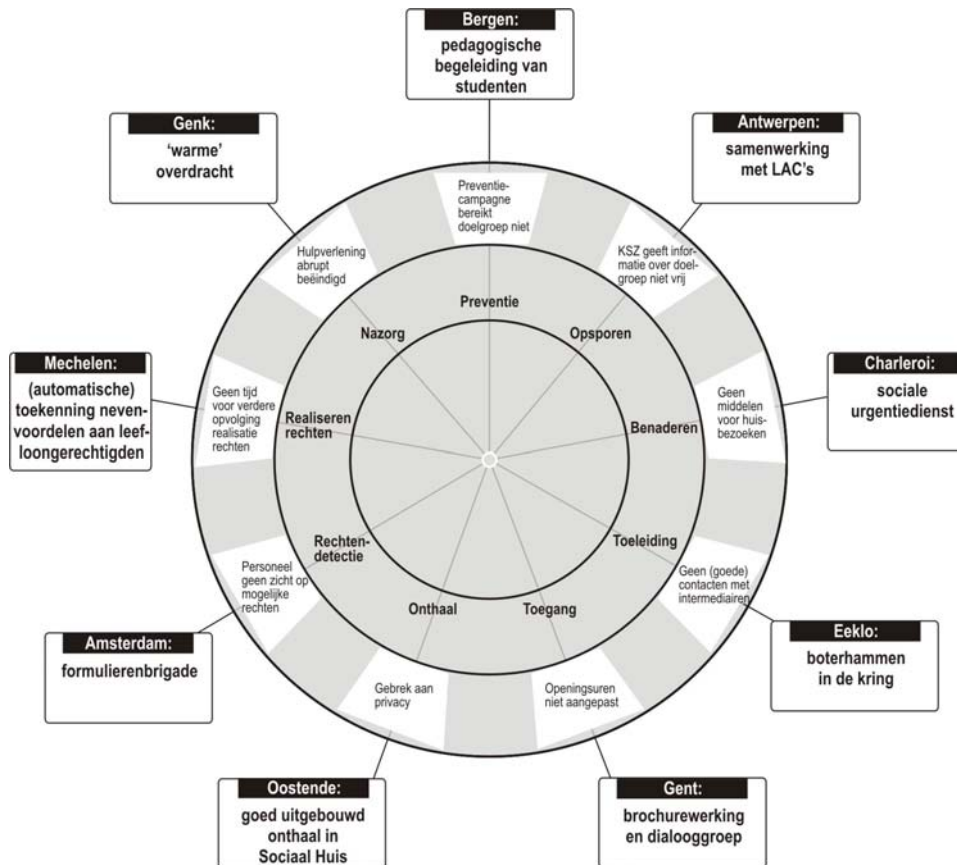 Bergen:
pedagogische
begeleiding van
studenten
Genk:
‘warme’
overdracht
Antwerpen:
samenwerking
met LAC's
Preventie-
campagne
bereikt
doelgroep niet
Hulpverlening
abrupt
beëindigd
KSZ geeft infor-
matie over doel-
groep niet vrij
Preventie
Nazorg
Opsporen
Mechelen:
(automatische)
toekenning neven-
voordelen aan leef-
loongerechtigden
Geen tijd
voor verdere
opvolging
realisatie
rechten
Realiseren
rechten
Benaderen
Geen
middelen
voor huis-
bezoeken
Charleroi:
sociale
urgentiedienst
Rechten-
detectie
Toeleiding
Personeel
geen zicht op
mogelijke
rechten
Geen (goede)
contacten met
intermediairen
Onthaal
Toegang
Amsterdam:
formulierenbrigade
Eeklo:
boterhammen
in de kring
Gebrek aan
privacy
Openingsuren
niet aangepast
Oostende:
goed uitgebouwd
onthaal in
Sociaal Huis
Gent:
brochurewerking
en dialooggroep